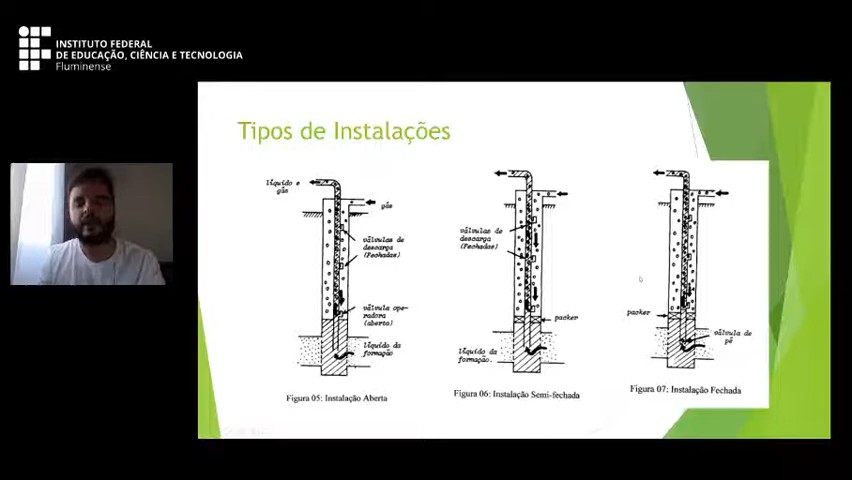 INSTITUTO FEDERAL
DE EDUCAÇÃO, CIÊNCIA E TECNOLOGIA
Fluminense
Tipos de Instalações
líquido e
gás
gás
válvulas de
descarga
(Fechadas)
válvula ope-
radora
(aberta)
líquido da
formação
Figura 05: Instalação Aberta
válvulas de
descarga
(Fechadas)
packer
líquido da
formação.
Figura 06: Instalação Semi-fechada
packer
válvula de
pé
Figura 07: Instalação Fechada